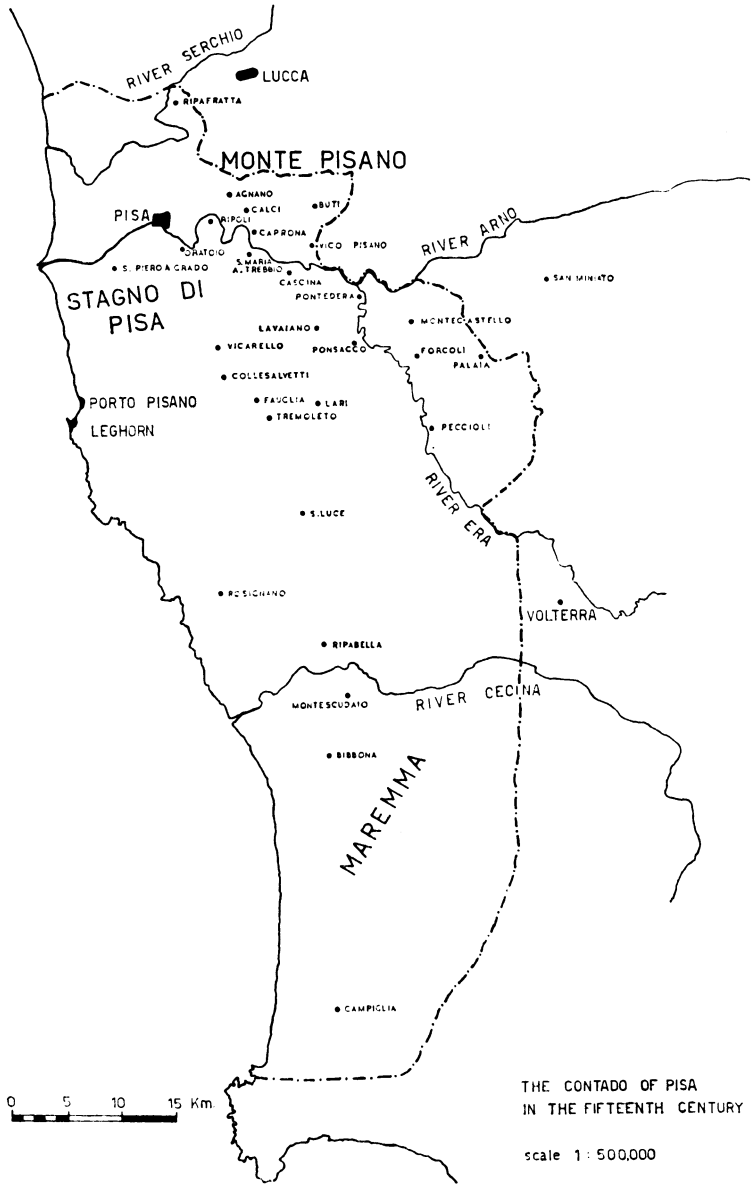 RIVER SERCHIO
LUCCA
RIPAFRATTA
MONTE PISANO
AGNANO
CALCI
BUTI
PISA
RIPOLI
CAPRONA
RIVER ARNO
VICO PISANO
ORATOIO
S. MARIA
A. TREBBIO
S. PIERO A GRADO
CASCINA
SAN MINIATO
STAGNO DI
PISA
PONTEDERA
LAVAIANO
MONTECASTELLO
VICARELLO
PONSACCO
FORCOLI
PALAIA
COLLESALVETTI
PORTO PISANO
FAUGLIA
LARI
LEGHORN
TREMOLETO
PECCIOLI
RIVER ERA
S. LUCE
ROSIGNANO
VOLTERRA
RIPABELLA
MONTESCUDAIO
RIVER CECINA
BIBBONA
MAREMMA
CAMPIGLIA
0 5 10 15 Km.
THE CONTADO OF PISA
IN THE FIFTEENTH CENTURY
scale 1 : 500,000